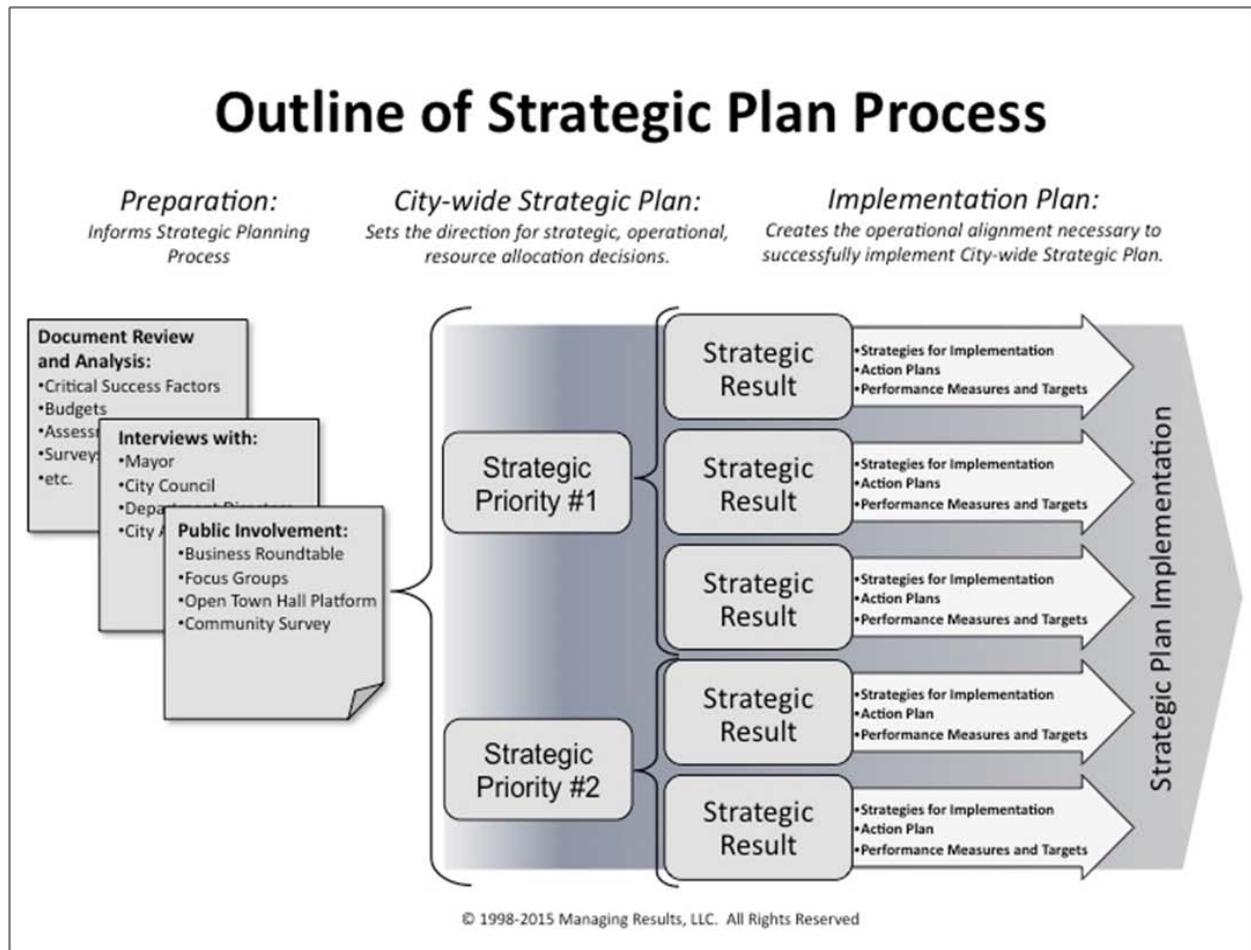 Outline of Strategic Plan Process
Preparation:
Informs Strategic Planning
Process
City-wide Strategic Plan:
Sets the direction for strategic, operational,
resource allocation decisions.
Implementation Plan:
Creates the operational alignment necessary to
successfully implement City-wide Strategic Plan.
Document Review
and Analysis:
•Critical Success Factors
•Budgets
•Surveys
•etc.
Interviews with:
•Mayor
•City Council
•City
Public Involvement:
•Business Roundtable
•Focus Groups
•Open Town Hall Platform
•Community Survey
Strategic
Priority #1
Strategic
Result
•Strategies for Implementation
•Action Plans
•Performance Measures and Targets
Strategic
Result
•Strategies for Implementation
•Action Plans
•Performance Measures and Targets
Strategic
Result
•Strategies for Implementation
•Action Plans
•Performance Measures and Targets
Strategic
Priority #2
Strategic
Result
•Strategies for Implementation
•Action Plan
•Performance Measures and Targets
Strategic
Result
•Strategies for Implementation
•Action Plan
•Performance Measures and Targets
Strategic Plan Implementation
© 1998-2015 Managing Results, LLC.  All Rights Reserved